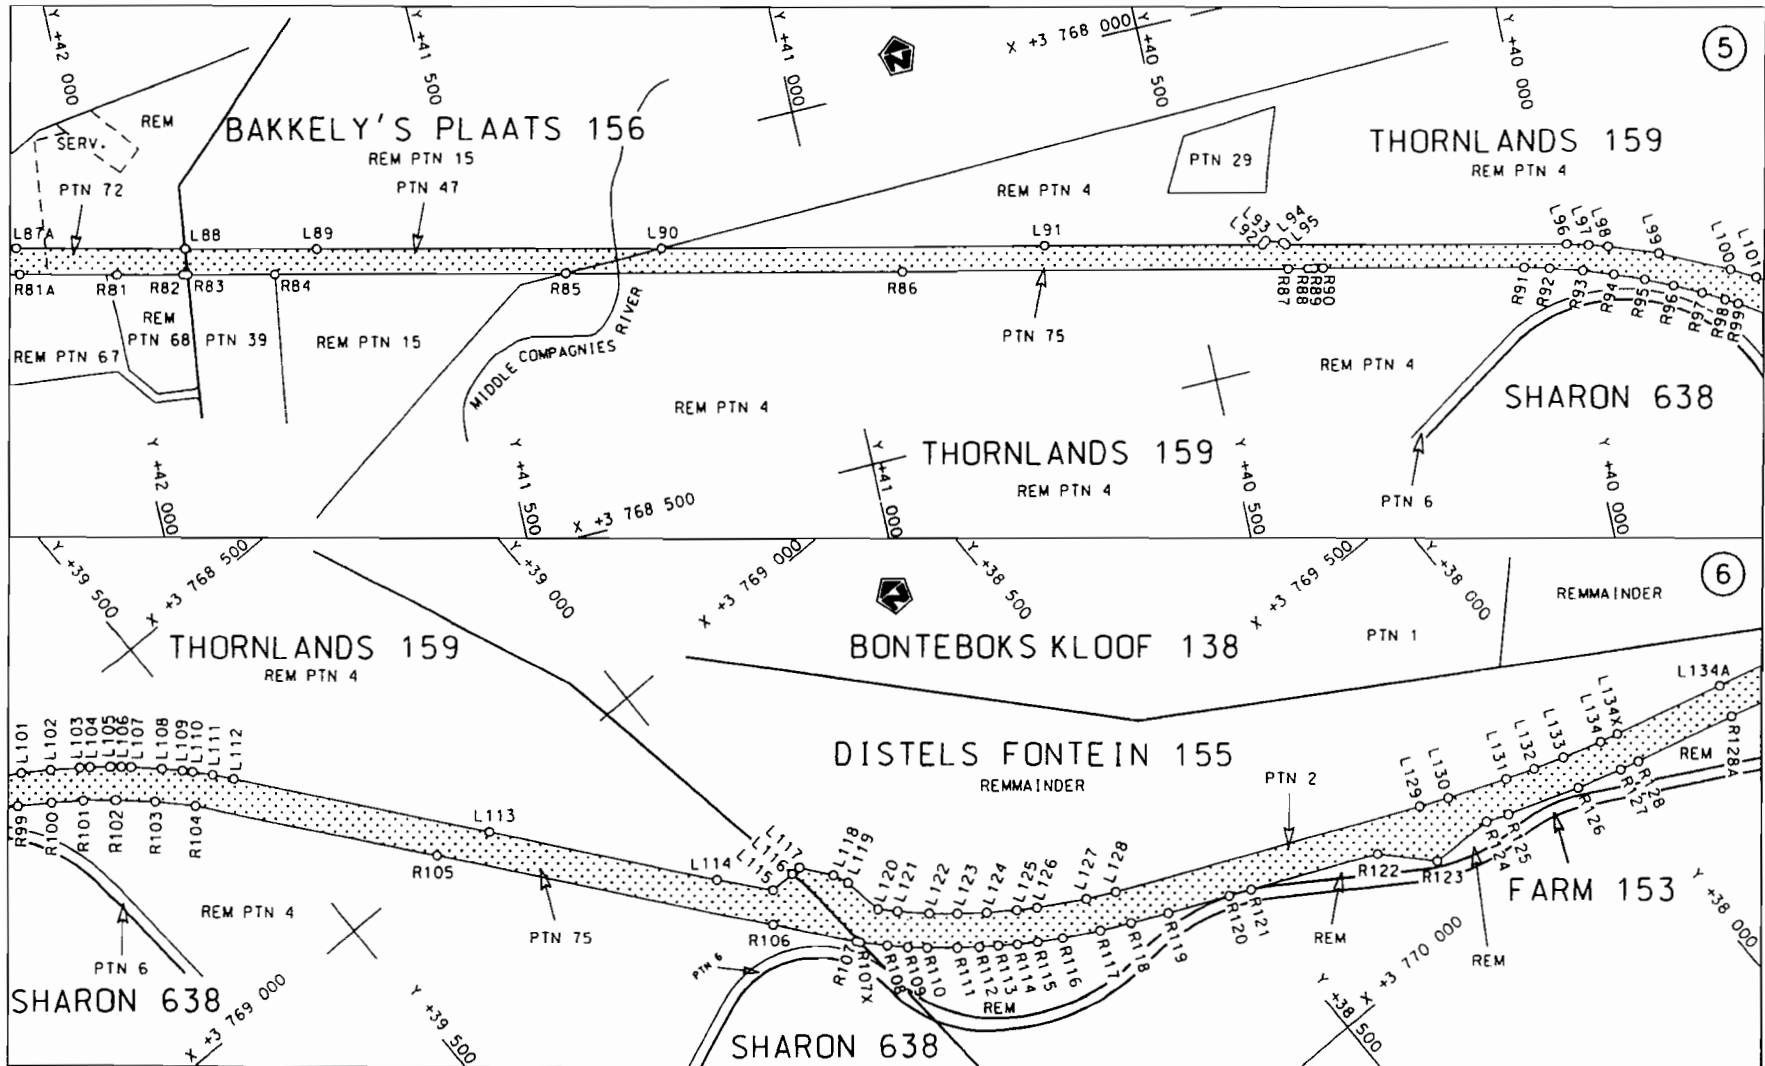 Y +42 000
Y +41 500
Y +41 000
X +3 768 000
Y +40 500
Y +40 000
5
REM
SERV.
BAKKELY'S PLAATS 156
REM PTN 15
PTN 47
PTN 72
THORNLANDS 159
REM PTN 4
PTN 29
REM PTN 4
L87A
L88
L89
L90
L91
L92
L93
L94
L95
L96
L97
L98
L99
L100
L101
R81A
R81
R82
R83
R84
R85
R86
R87
R88
R89
R90
R91
R92
R93
R94
R95
R96
R97
R98
R99
REM
PTN 68
PTN 39
REM PTN 15
REM PTN 67
MIDDLE COMPAGNIES RIVER
PTN 75
REM PTN 4
REM PTN 4
SHARON 638
THORNLANDS 159
REM PTN 4
PTN 6
Y +42 000
Y +41 500
X +3 768 500
Y +41 000
Y +40 500
Y +40 000
Y +39 500
X +3 768 500
Y +39 000
X +3 769 000
Y +38 500
X +3 769 500
Y +38 000
6
REMMAINDER
PTN 1
THORNLANDS 159
REM PTN 4
BONTEBOKS KLOOF 138
DISTELS FONTEIN 155
REMMAINDER
PTN 2
L101
L102
L103
L104
L105
L106
L107
L108
L109
L110
L111
L112
L113
L114
L115
L116
L117
L118
L119
L120
L121
L122
L123
L124
L125
L126
L127
L128
L129
L130
L131
L132
L133
L134
L134X
L134A
R99
R100
R101
R102
R103
R104
R105
R106
R107
R107X
R108
R109
R110
R111
R112
R113
R114
R115
R116
R117
R118
R119
R120
R121
R122
R123
R124
R125
R126
R127
R128
R128A
REM
REM PTN 4
PTN 75
PTN 6
PTN 6
REM
REM
REM
FARM 153
SHARON 638
SHARON 638
X +3 769 000
Y +39 500
Y +38 500
X +3 770 000
Y +38 000